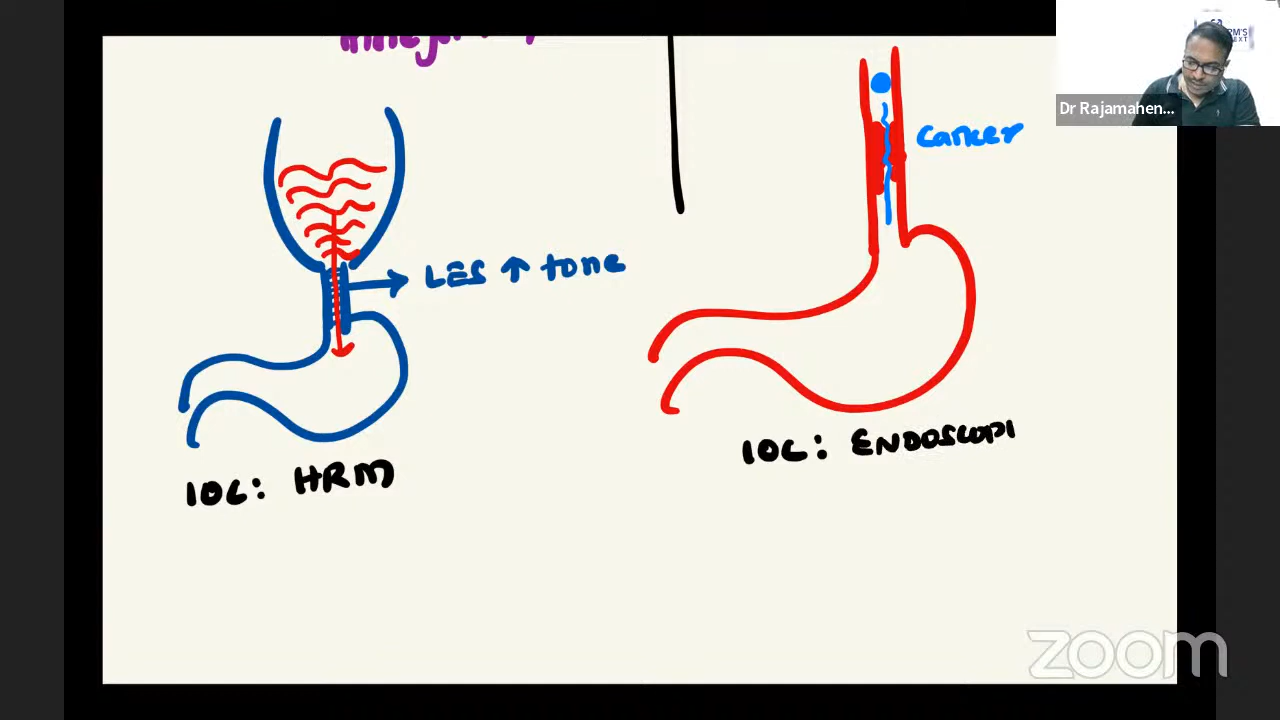 Cancer
LES ↑ tone
IOC: HRM
IOC: ENDOSCOPI
Dr Rajamahen...
zoom